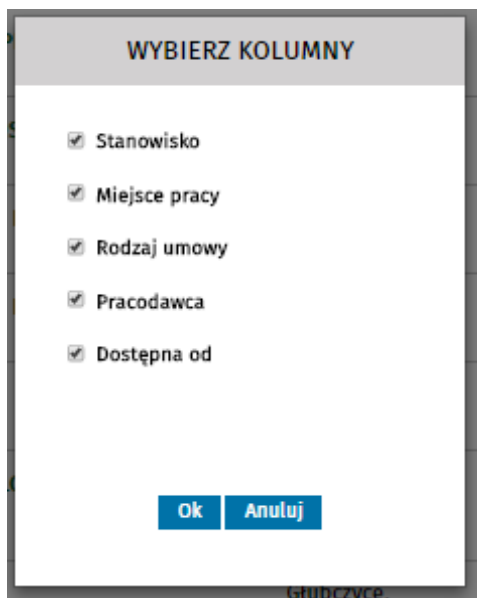 WYBIERZ KOLUMNY
Stanowisko
Miejsce pracy
Rodzaj umowy
Pracodawca
Dostępna od
Ok Anuluj
Głubczyce